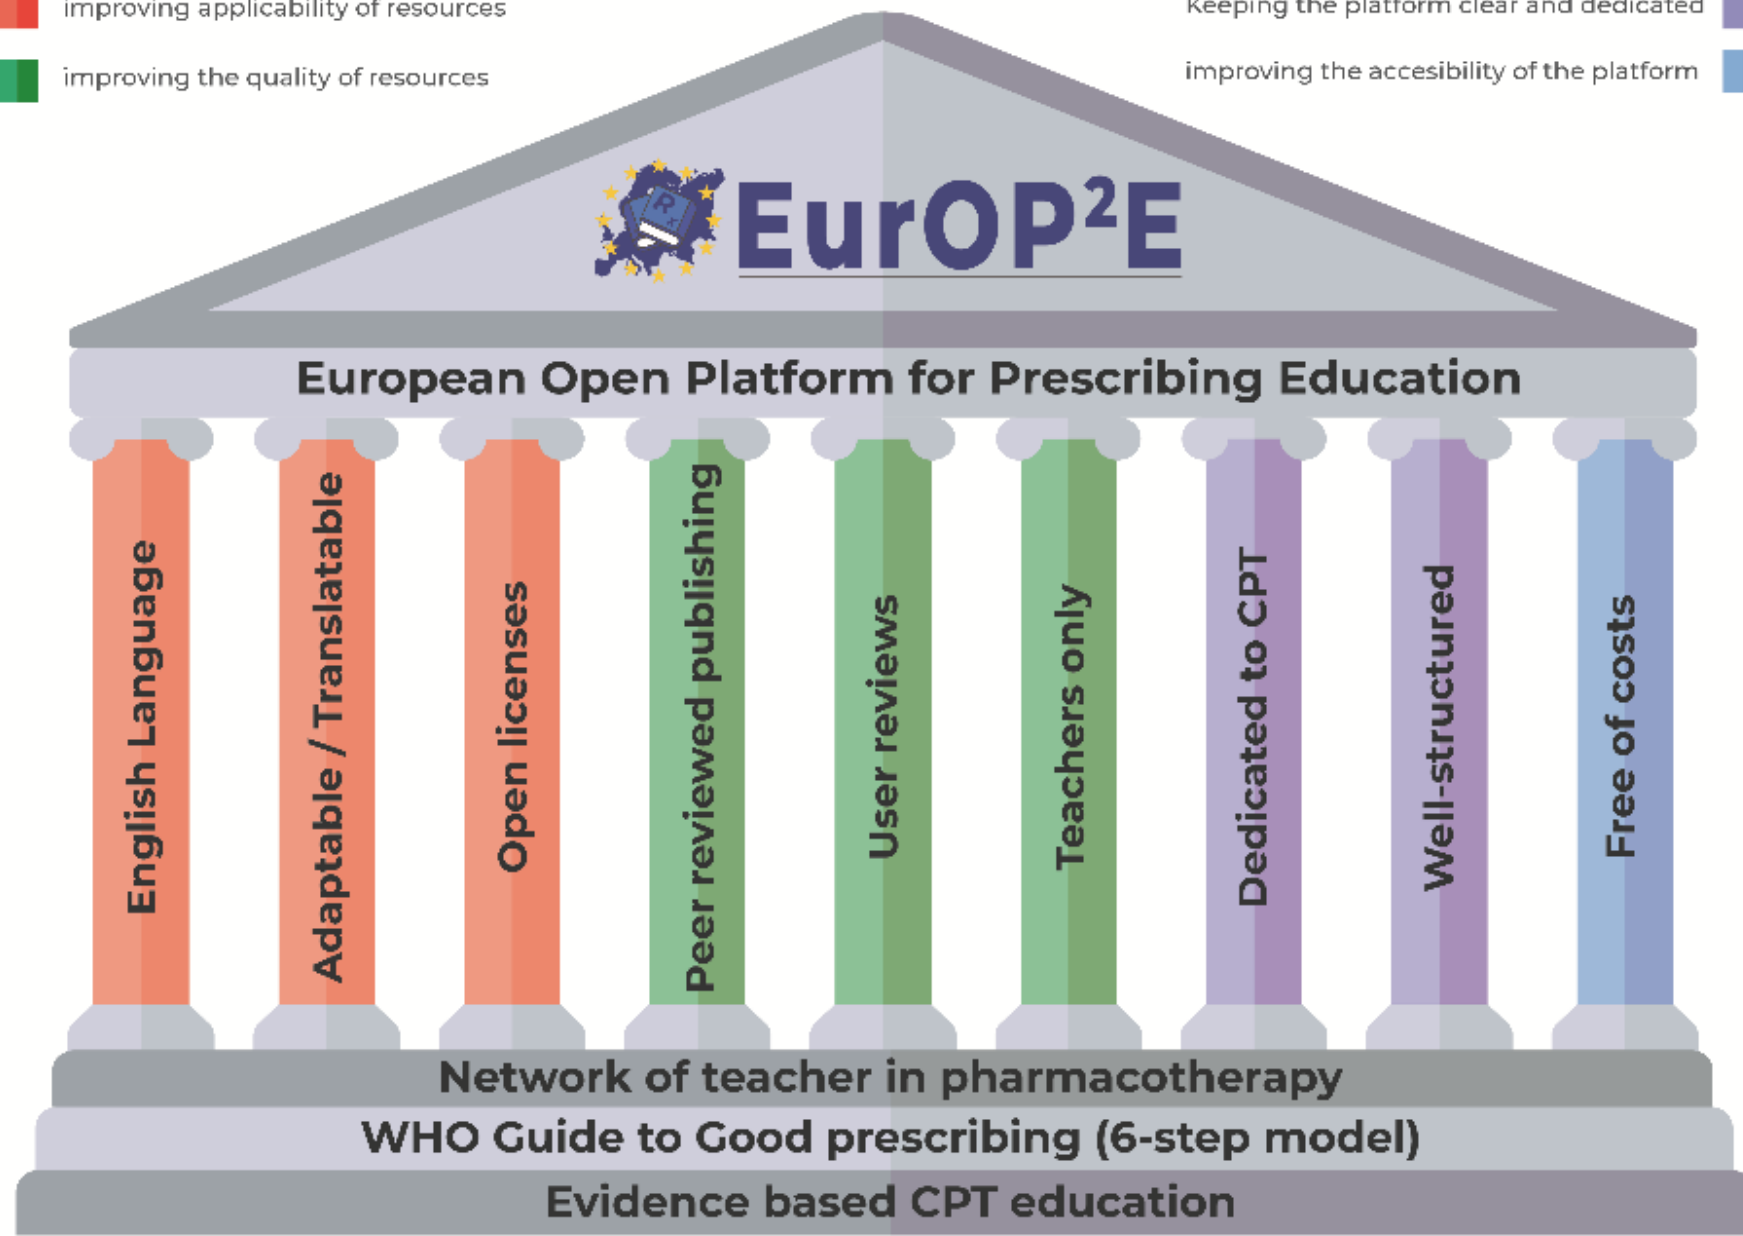 improving applicability of resources
Keeping the platform clear and dedicated
improving the quality of resources
improving the accesibility of the platform
Rx
EurOP²E
European Open Platform for Prescribing Education
English Language
Adaptable / Translatable
Open licenses
Peer reviewed publishing
User reviews
Teachers only
Dedicated to CPT
Well-structured
Free of costs
Network of teacher in pharmacotherapy
WHO Guide to Good prescribing (6-step model)
Evidence based CPT education